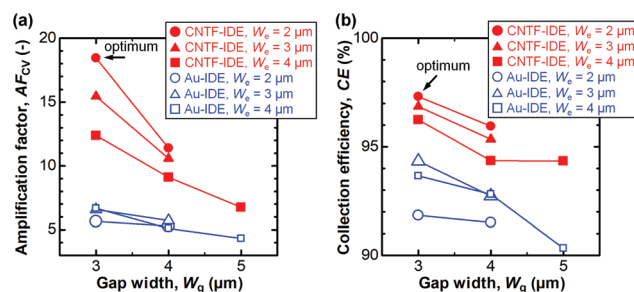 (a)
CNTF-IDE, We = 2 μm
CNTF-IDE, We = 3 μm
CNTF-IDE, We = 4 μm
Au-IDE, We = 2 μm
Au-IDE, We = 3 μm
Au-IDE, We = 4 μm
optimum
Amplification factor, AFCV (-)
20
15
10
5
3
4
5
Gap width, Wg (μm)
(b)
CNTF-IDE, We = 2 μm
CNTF-IDE, We = 3 μm
CNTF-IDE, We = 4 μm
Au-IDE, We = 2 μm
Au-IDE, We = 3 μm
Au-IDE, We = 4 μm
optimum
Collection efficiency, CE (%)
100
95
90
3
4
5
Gap width, Wg (μm)